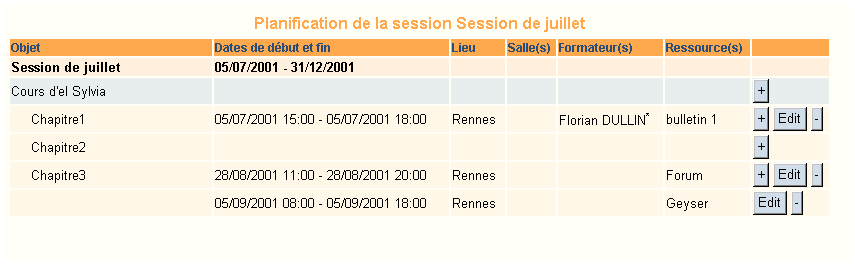 Planification de la session Session de juillet
Objet Dates de début et fin Lieu Salle(s) Formateur(s) Ressource(s)
Session de juillet 05/07/2001 - 31/12/2001
Cours d'el Sylvia +
Chapitre1 05/07/2001 15:00 - 05/07/2001 18:00 Rennes Florian DULLIN* bulletin 1 + Edit -
Chapitre2 +
Chapitre3 28/08/2001 11:00 - 28/08/2001 20:00 Rennes Forum + Edit -
05/09/2001 08:00 - 05/09/2001 18:00 Rennes Geyser Edit -